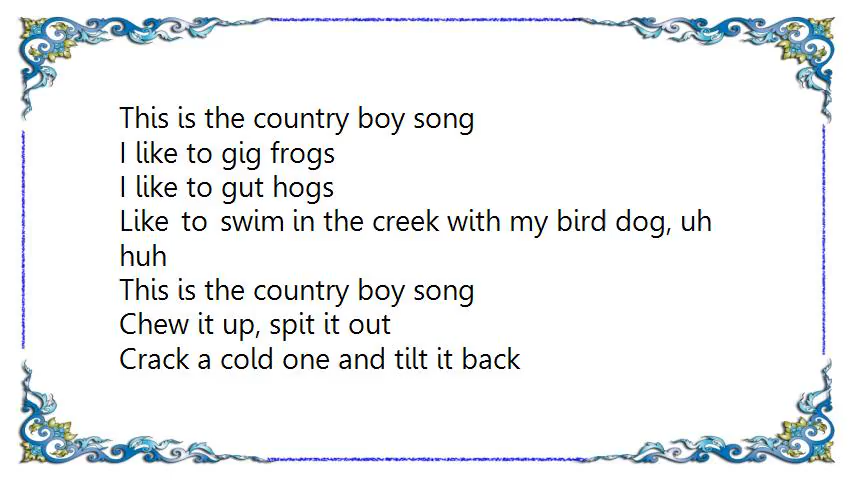 This is the country boy song
I like to gig frogs
I like to gut hogs
Like to swim in the creek with my bird dog, uh
huh
This is the country boy song
Chew it up, spit it out
Crack a cold one and tilt it back